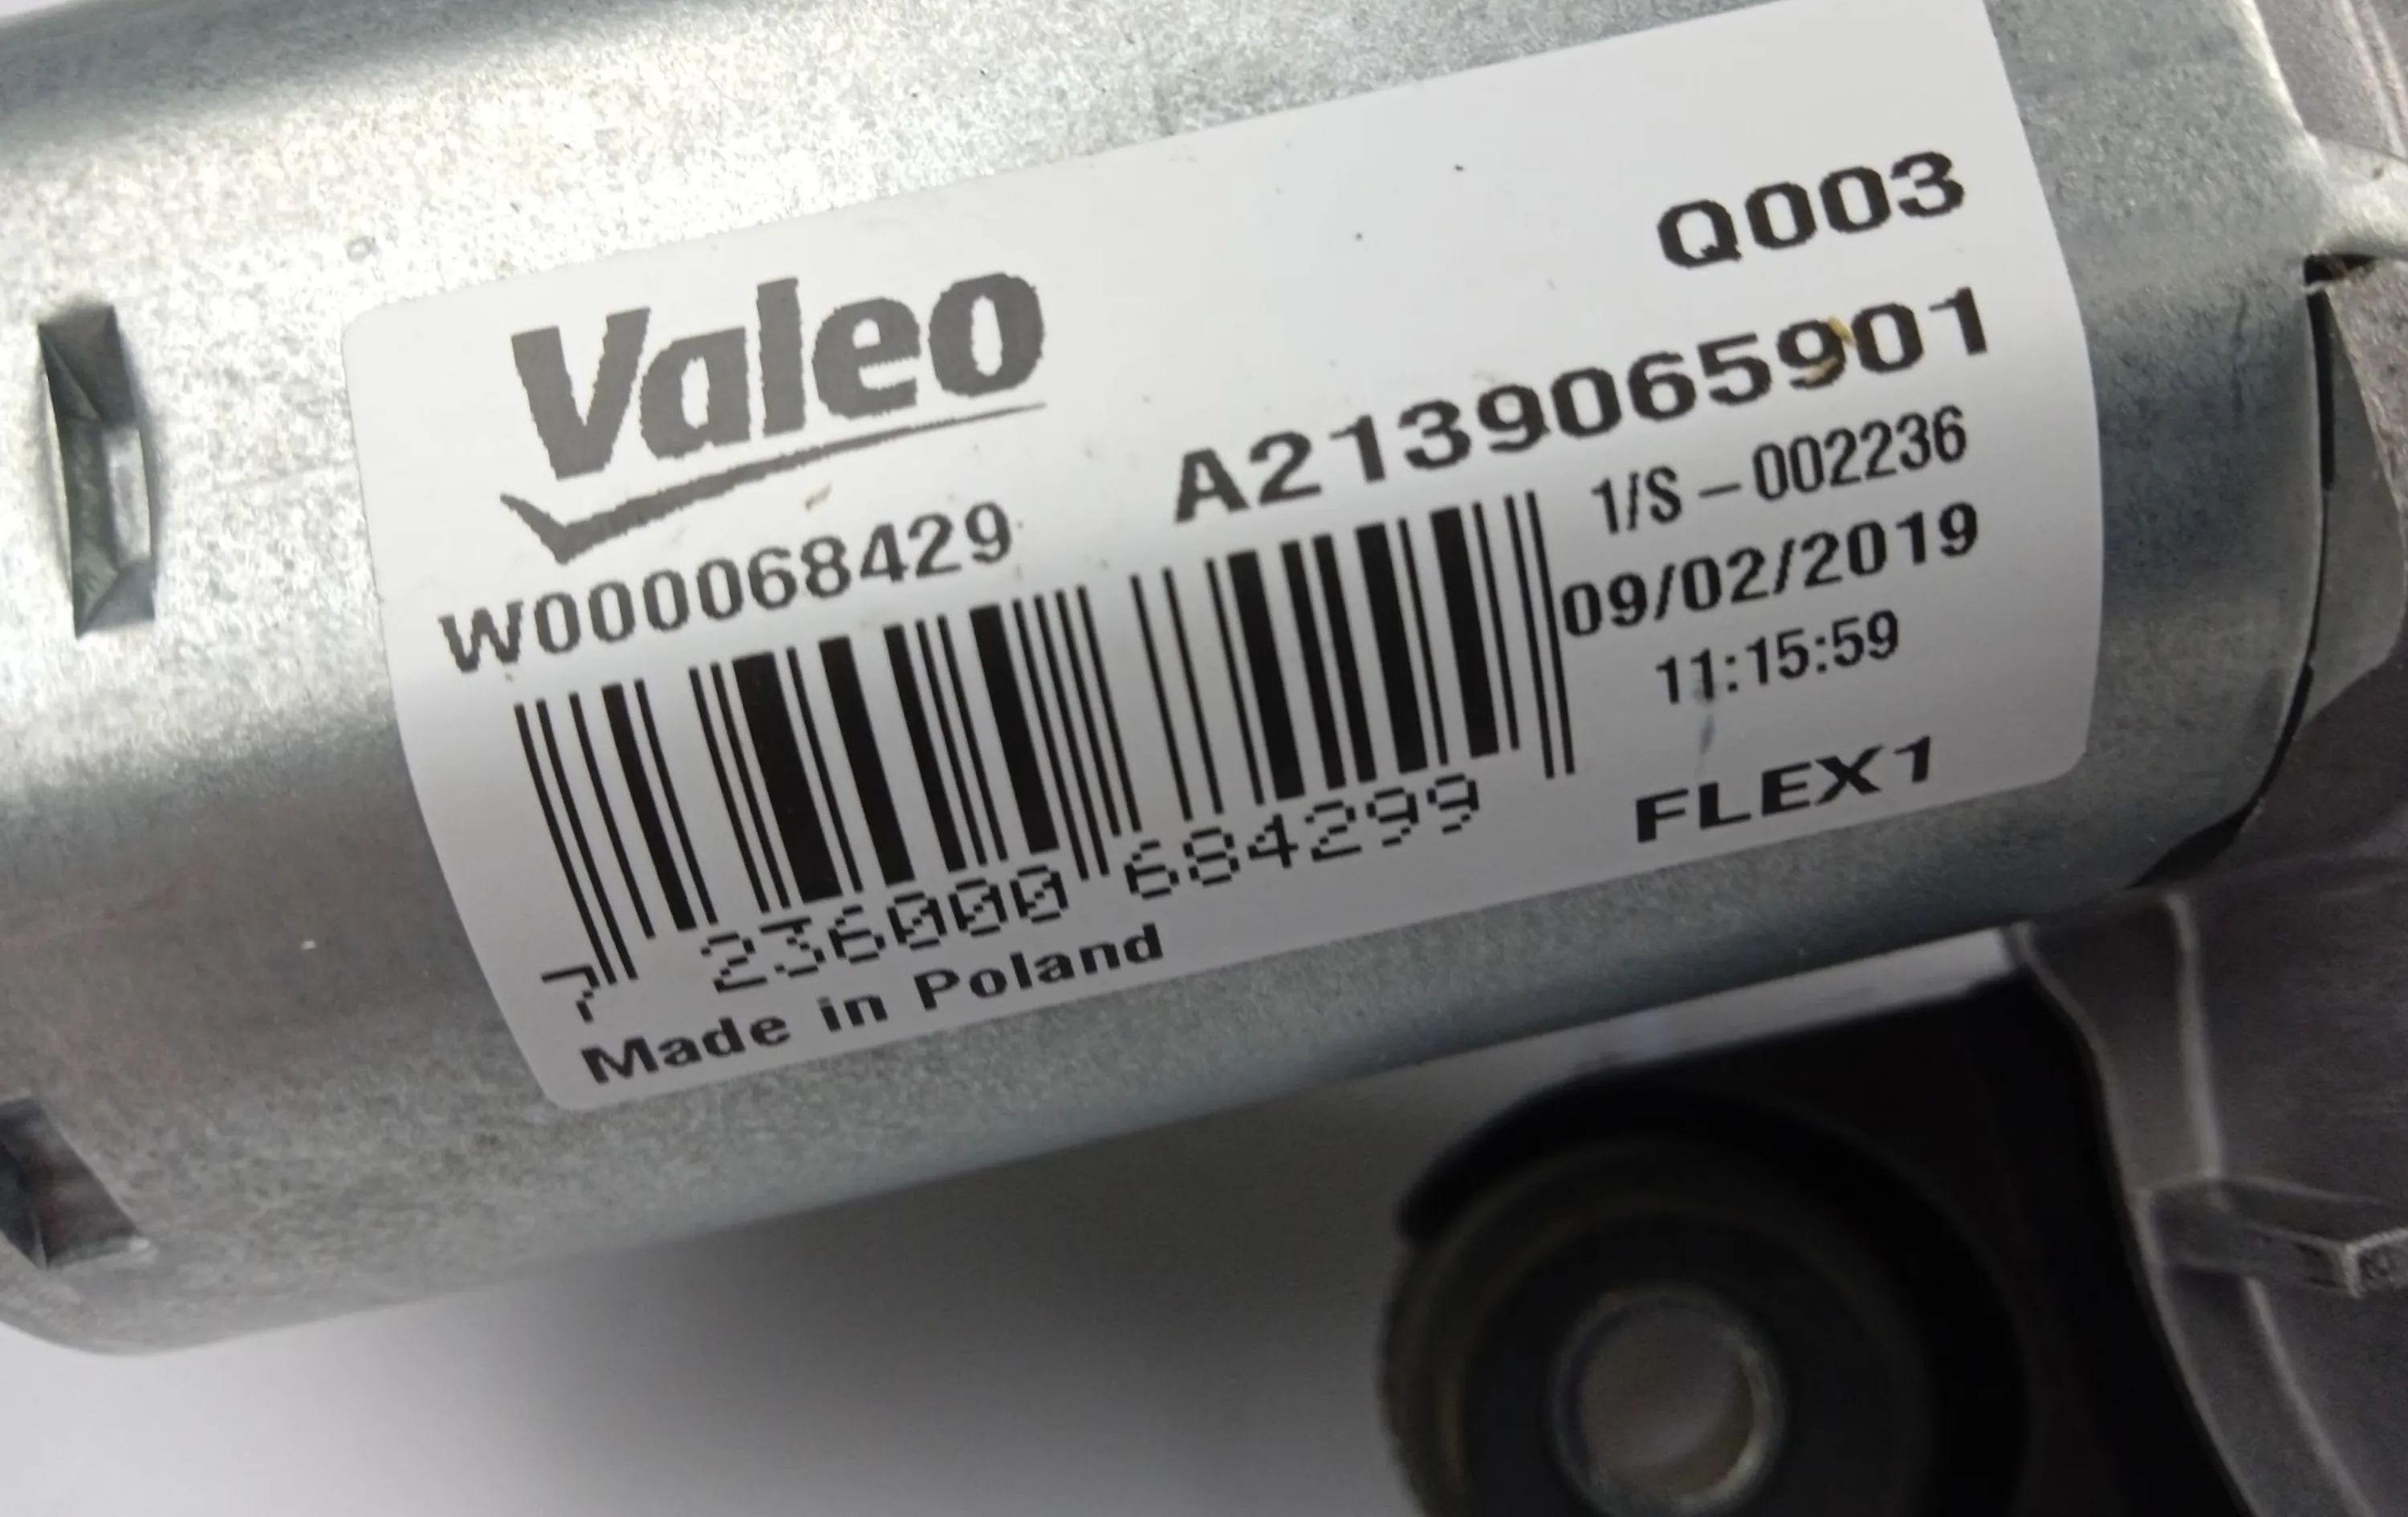 Valeo
Q003
A2139065901
W000068429
1/S-002236
09/02/2019
11:15:59
7 236000 684299
FLEX1
Made in Poland